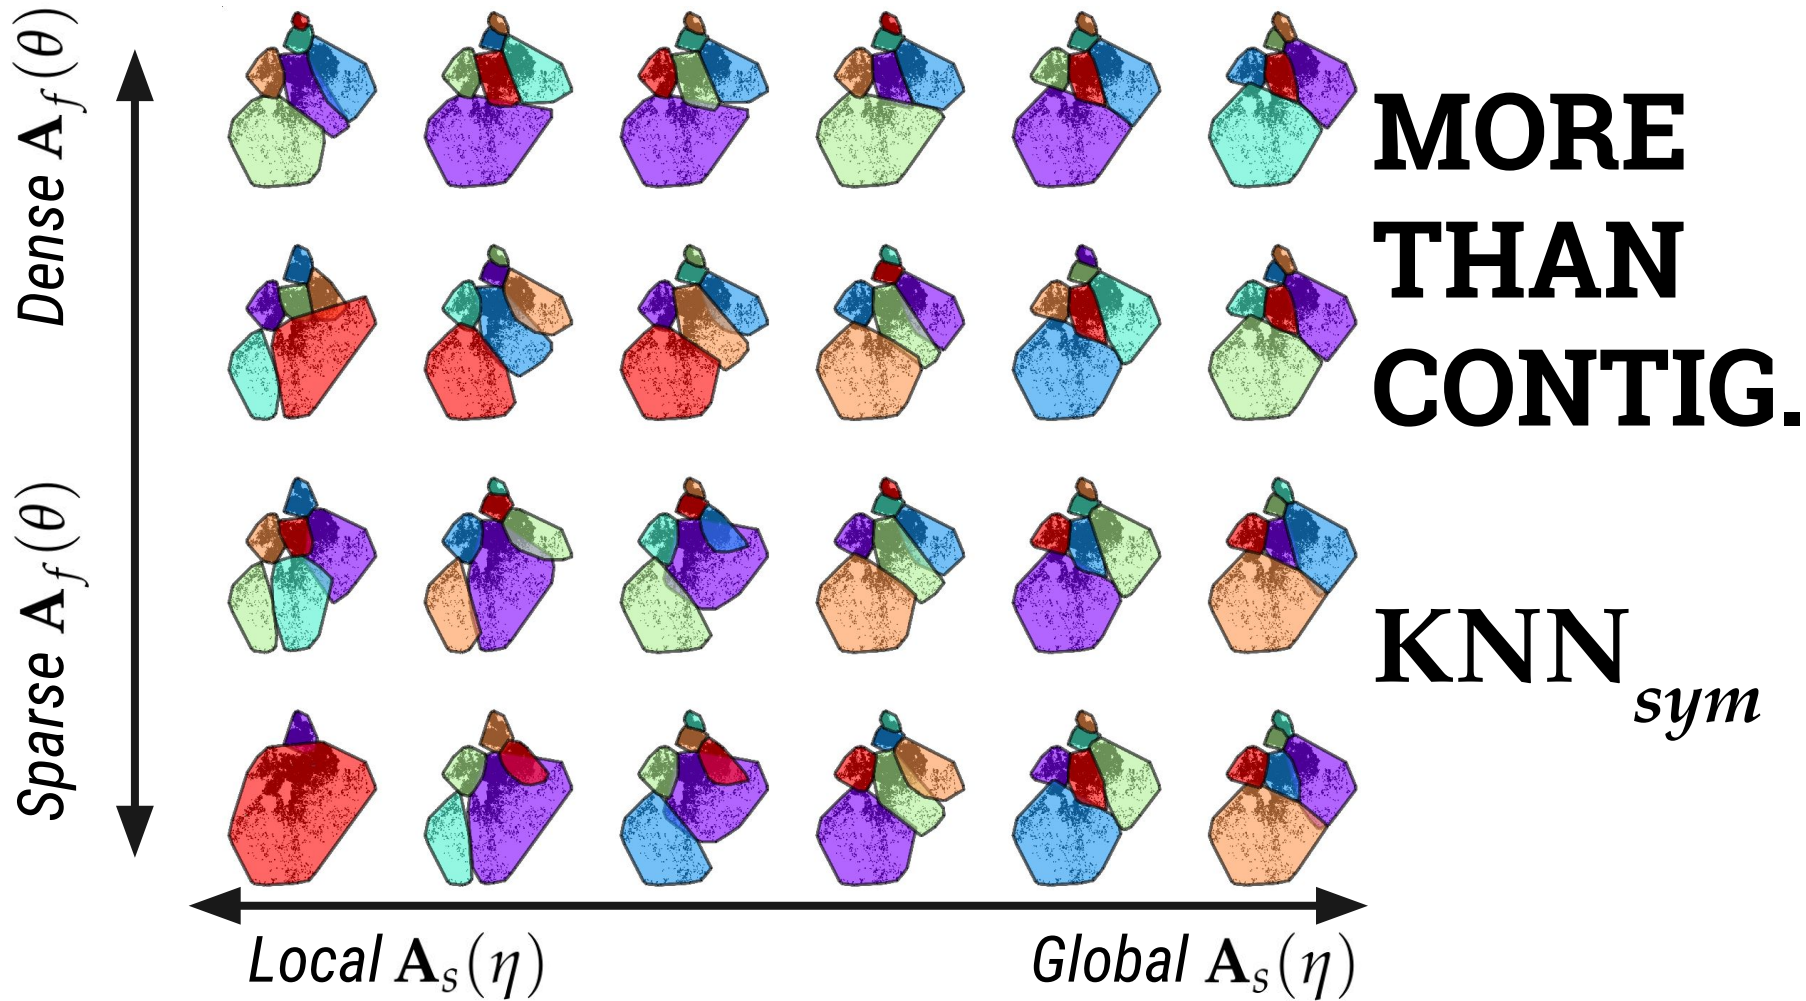 Dense A_f(θ)
Sparse A_f(θ)
MORE
THAN
CONTIG.
KNN_sym
Local A_s(η)
Global A_s(η)